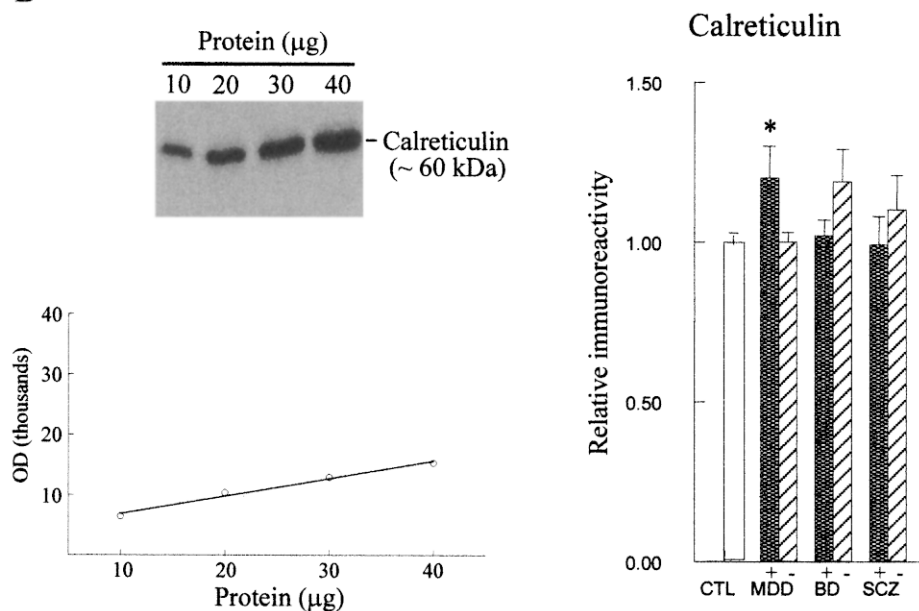 Protein (μg)
10 20 30 40
Calreticulin
(~ 60 kDa)
40
30
20
10
OD (thousands)
10 20 30 40
Protein (μg)
Calreticulin
1.50
*
1.00
0.50
0.00
Relative immunoreactivity
+ - + - + -
CTL MDD BD SCZ